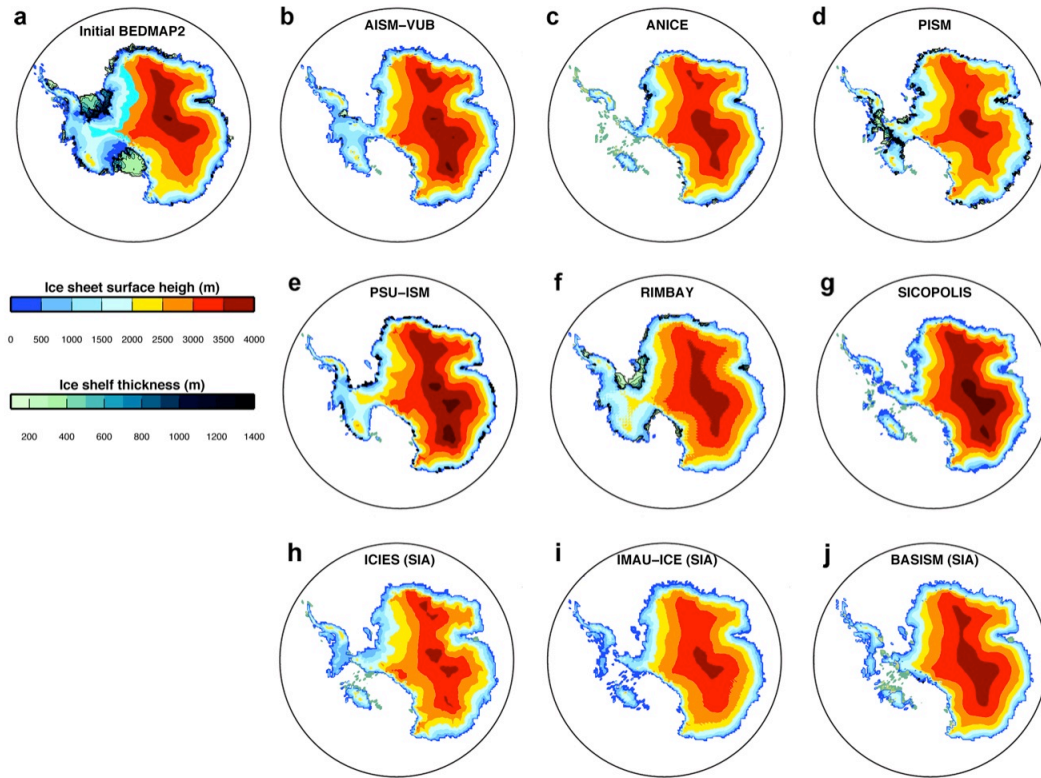 a
Initial BEDMAP2
b
AISM–VUB
c
ANICE
d
PISM
Ice sheet surface heigh (m)
0 500 1000 1500 2000 2500 3000 3500 4000
Ice shelf thickness (m)
200 400 600 800 1000 1200 1400
e
PSU–ISM
f
RIMBAY
g
SICOPOLIS
h
ICIES (SIA)
i
IMAU–ICE (SIA)
j
BASISM (SIA)